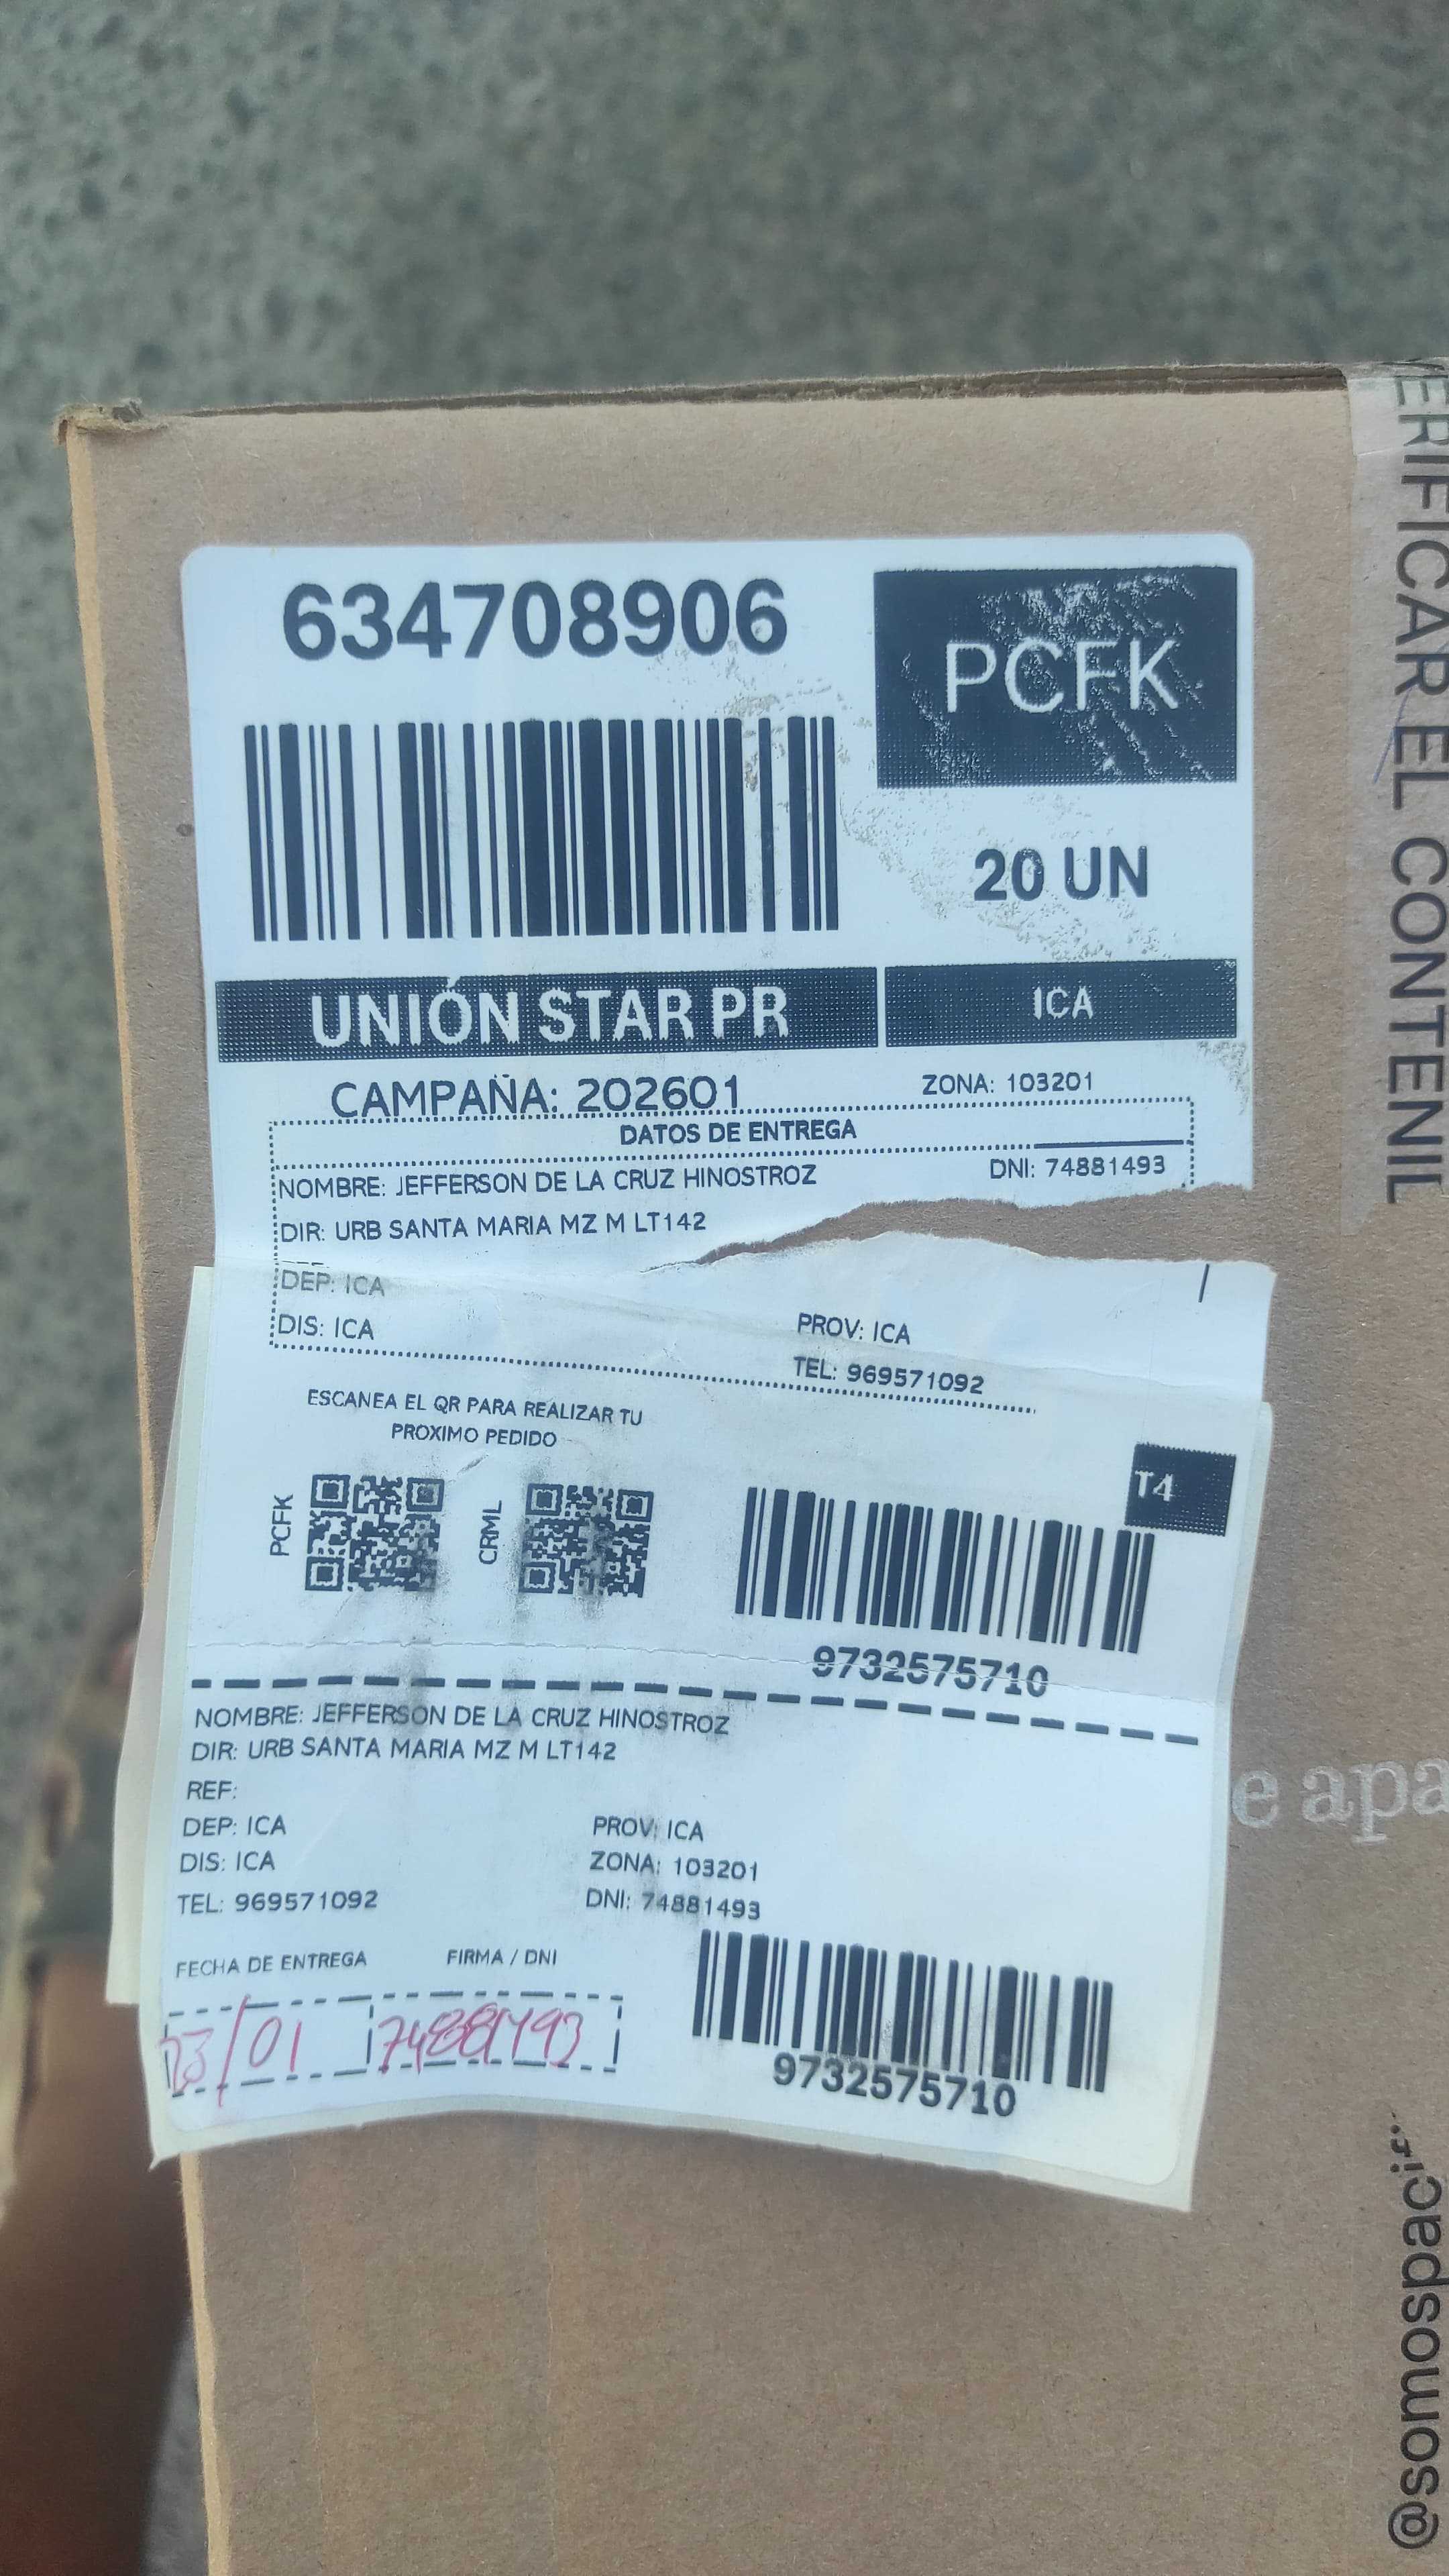 634708906
PCFK
20 UN
UNIÓN STAR PR
ICA
CAMPAÑA: 202601
ZONA: 103201
DATOS DE ENTREGA
NOMBRE: JEFFERSON DE LA CRUZ HINOSTROZ
DNI: 74881493
DIR: URB SANTA MARIA MZ M LT142
DEP: ICA
DIS: ICA
PROV: ICA
TEL: 969571092
ESCANEA EL QR PARA REALIZAR TU
PROXIMO PEDIDO
PCFK
CRML
T4
9732575710
NOMBRE: JEFFERSON DE LA CRUZ HINOSTROZ
DIR: URB SANTA MARIA MZ M LT142
REF:
DEP: ICA
PROV: ICA
DIS: ICA
ZONA: 103201
TEL: 969571092
DNI: 74881493
FECHA DE ENTREGA
FIRMA / DNI
74881493
9732575710
ERIFICAR EL CONTENI
e apa
@somospacif